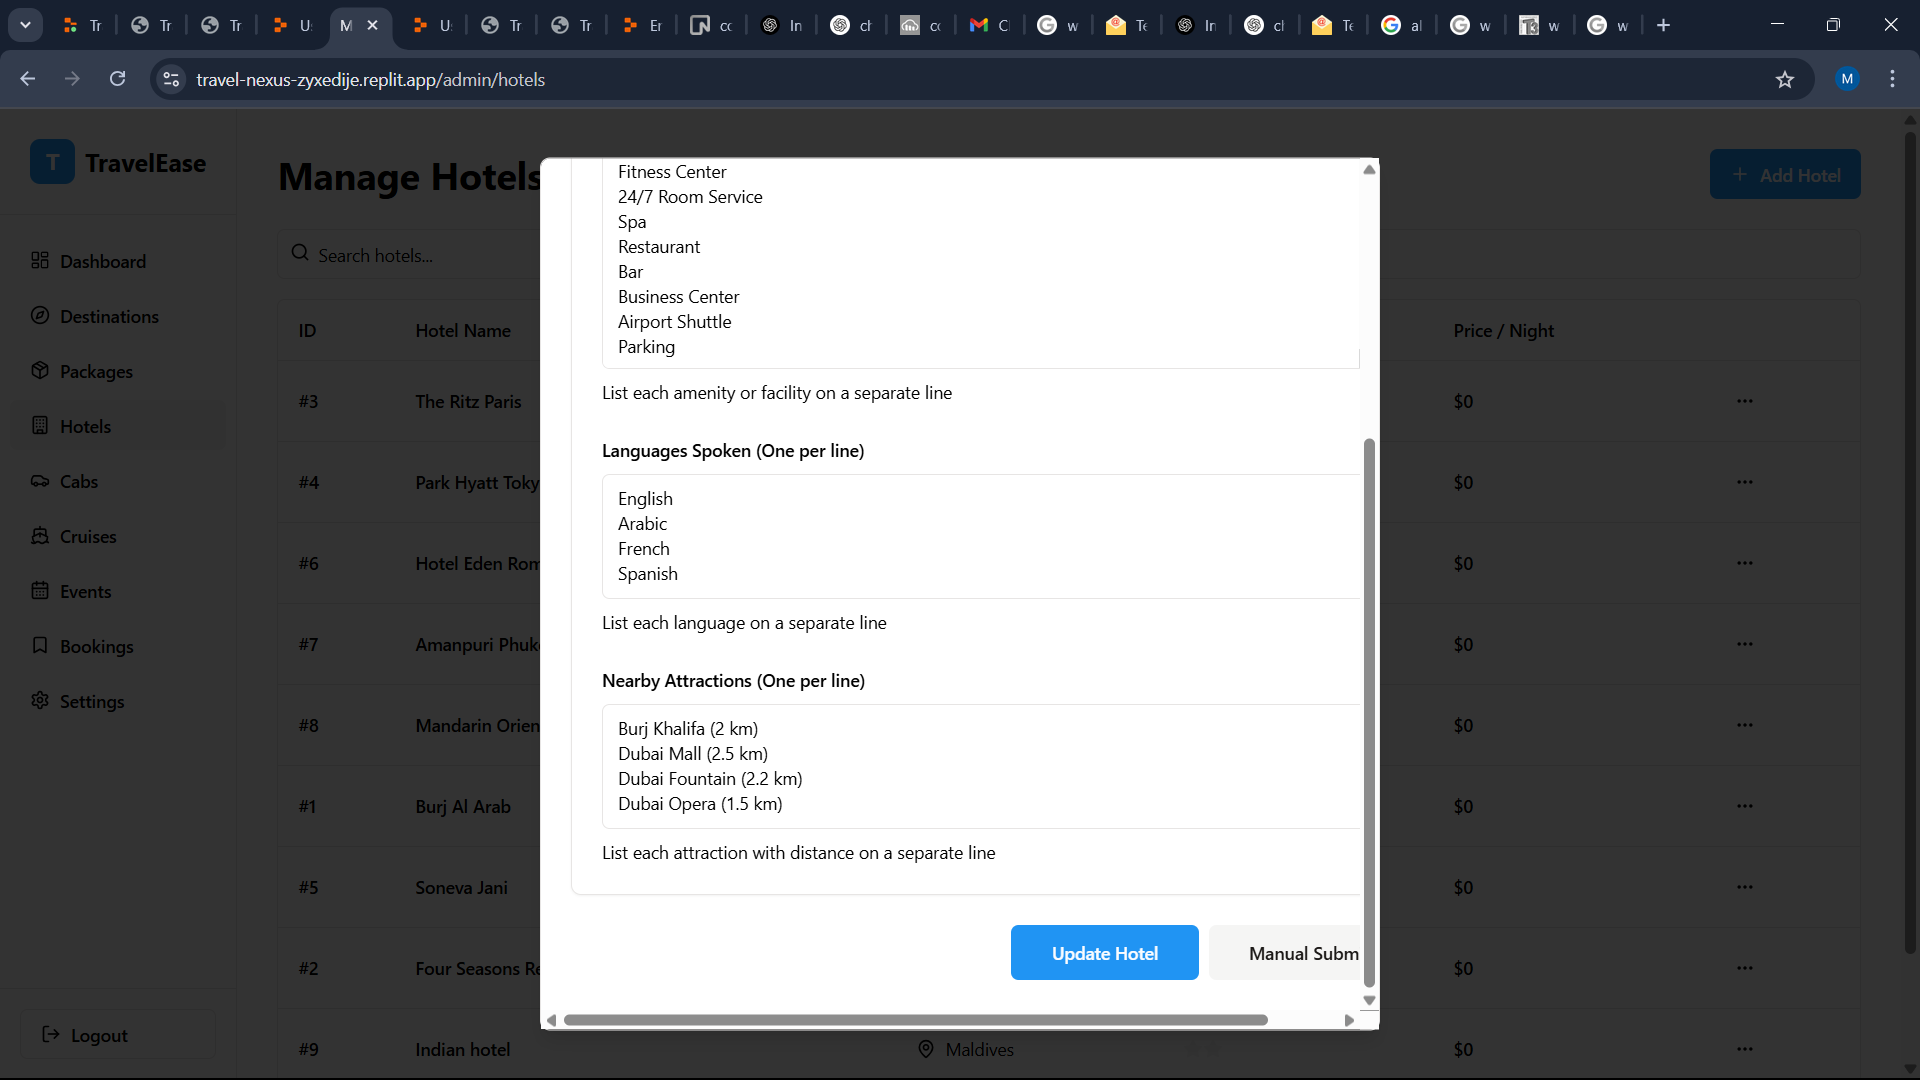 Tr
Tr
Tr
U:
M
U:
Tr
Tr
Er
cc
In
cl
cc
C
w
Te
In
cl
Te
al
w
w
w
travel-nexus-zyxedije.replit.app/admin/hotels
M
T TravelEase
Dashboard
Destinations
Packages
Hotels
Cabs
Cruises
Events
Bookings
Settings
Logout
Manage Hotels
+ Add Hotel
Search hotels...
ID Hotel Name Price / Night
#3 The Ritz Paris $0
#4 Park Hyatt Toky $0
#6 Hotel Eden Rom $0
#7 Amanpuri Phuk $0
#8 Mandarin Orien $0
#1 Burj Al Arab $0
#5 Soneva Jani $0
#2 Four Seasons Re $0
#9 Indian hotel Maldives $0
Fitness Center
24/7 Room Service
Spa
Restaurant
Bar
Business Center
Airport Shuttle
Parking
List each amenity or facility on a separate line
Languages Spoken (One per line)
English
Arabic
French
Spanish
List each language on a separate line
Nearby Attractions (One per line)
Burj Khalifa (2 km)
Dubai Mall (2.5 km)
Dubai Fountain (2.2 km)
Dubai Opera (1.5 km)
List each attraction with distance on a separate line
Update Hotel
Manual Subm